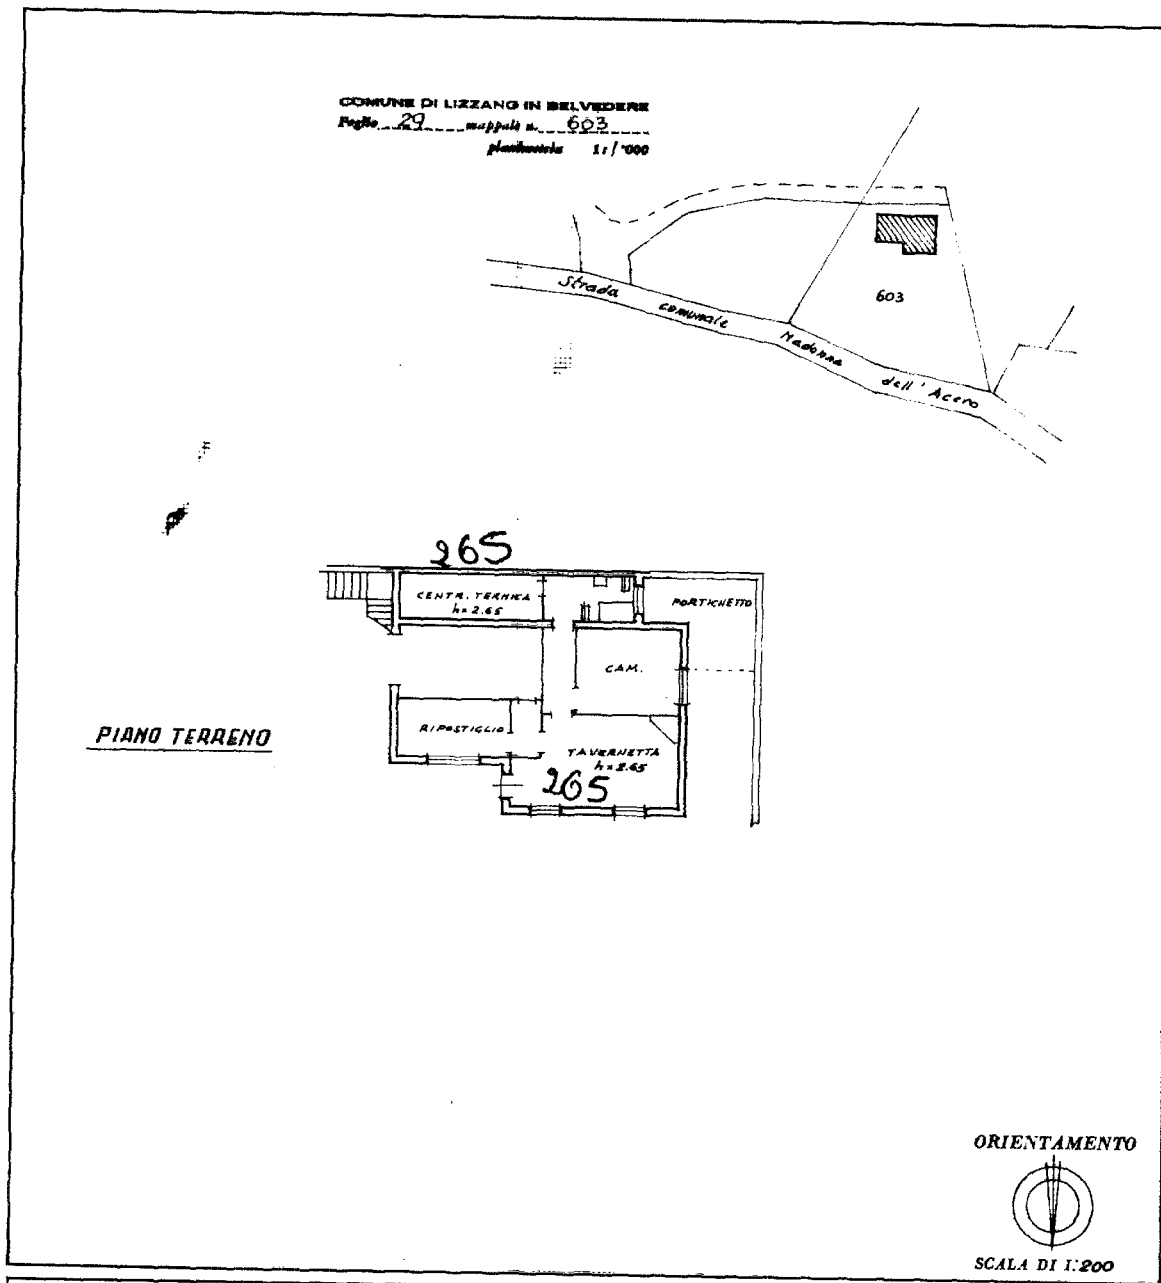 COMUNE DI LIZZANO IN BELVEDERE
Foglio 29 mappale n. 603
planimetria 1:1000
603
Strada comunale Madonna dell'Acero
265
CENTR. TERMICA
h=2.65
PORTICHETTO
CAM.
PIANO TERRENO
RIPOSTIGLIO
TAVERNETTA
h=2.65
265
ORIENTAMENTO
SCALA DI 1:200